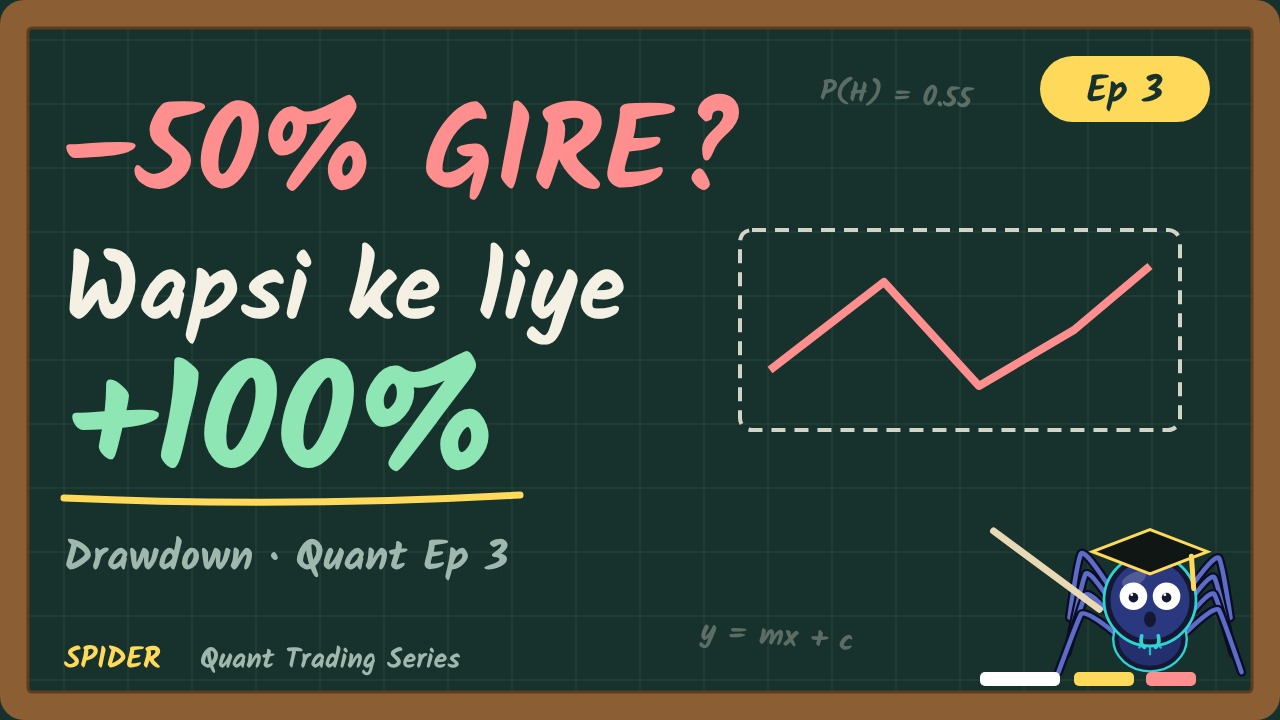 P(H) = 0.55
Ep 3
−50% GIRE?
Wapsi ke liye
+100%
Drawdown · Quant Ep 3
y = mx + c
SPIDER Quant Trading Series